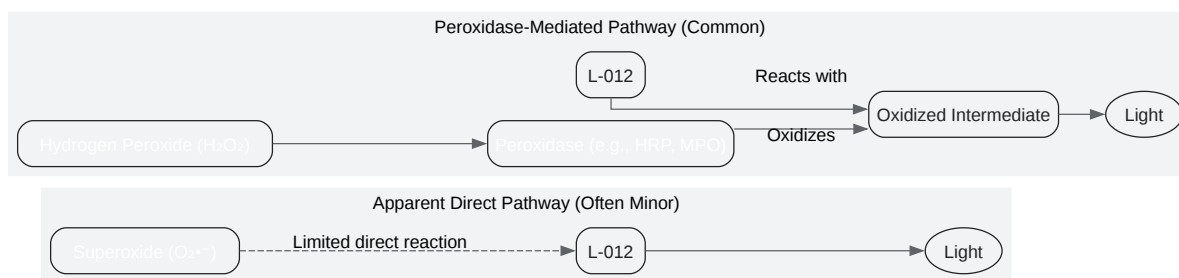 Peroxidase-Mediated Pathway (Common)
L-012
Reacts with
Oxidized Intermediate
Light
Hydrogen Peroxide (H₂O₂)
Peroxidase (e.g., HRP, MPO)
Oxidizes
Apparent Direct Pathway (Often Minor)
Superoxide (O₂•⁻)
Limited direct reaction
L-012
Light